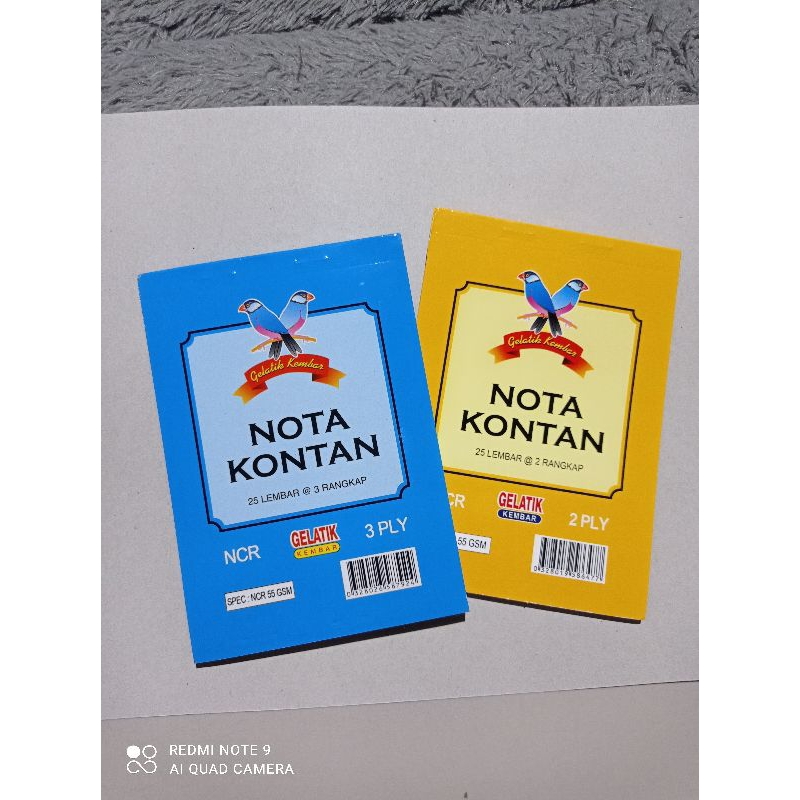 Gelatik Kembar
NOTA
KONTAN
25 LEMBAR @ 3 RANGKAP
NCR
GELATIK
KEMBAR
3 PLY
SPEC : NCR 55 GSM
Gelatik Kembar
NOTA
KONTAN
25 LEMBAR @ 2 RANGKAP
CR
GELATIK
KEMBAR
2 PLY
55 GSM
REDMI NOTE 9
AI QUAD CAMERA